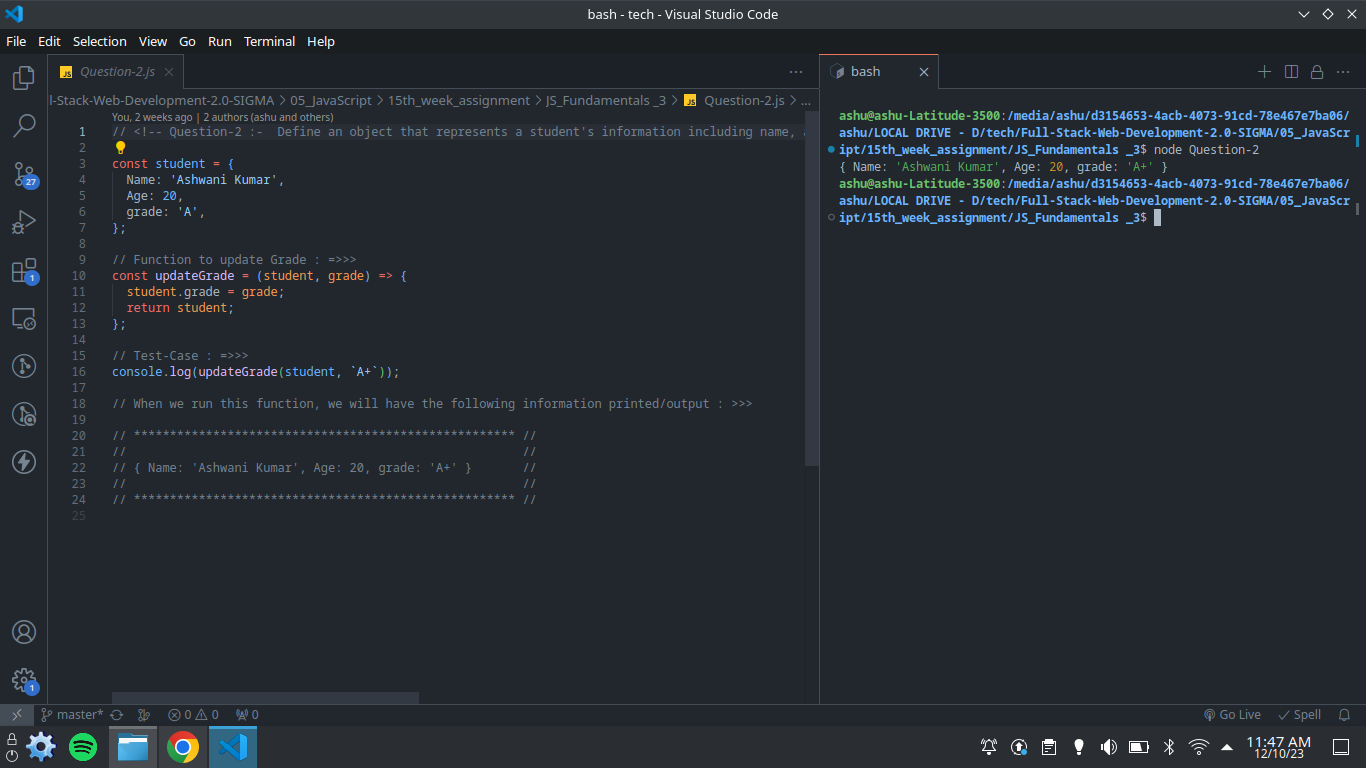 bash - tech - Visual Studio Code
File Edit Selection View Go Run Terminal Help
JS Question-2.js
bash
l-Stack-Web-Development-2.0-SIGMA > 05_JavaScript > 15th_week_assignment > JS_Fundamentals _3 > JS Question-2.js > ...
You, 2 weeks ago | 2 authors (ashu and others)
1 // <!-- Question-2 :-  Define an object that represents a student's information including name,
2
3 const student = {
4   Name: 'Ashwani Kumar',
5   Age: 20,
6   grade: 'A',
7 };
8
9 // Function to update Grade : =>>>
10 const updateGrade = (student, grade) => {
11   student.grade = grade;
12   return student;
13 };
14
15 // Test-Case : =>>>
16 console.log(updateGrade(student, `A+`));
17
18 // When we run this function, we will have the following information printed/output : >>>
19
20 // ***************************************************** //
21 //                                                       //
22 // { Name: 'Ashwani Kumar', Age: 20, grade: 'A+' }       //
23 //                                                       //
24 // ***************************************************** //
25
ashu@ashu-Latitude-3500:/media/ashu/d3154653-4acb-4073-91cd-78e467e7ba06/
ashu/LOCAL DRIVE - D/tech/Full-Stack-Web-Development-2.0-SIGMA/05_JavaScr
ipt/15th_week_assignment/JS_Fundamentals _3$ node Question-2
{ Name: 'Ashwani Kumar', Age: 20, grade: 'A+' }
ashu@ashu-Latitude-3500:/media/ashu/d3154653-4acb-4073-91cd-78e467e7ba06/
ashu/LOCAL DRIVE - D/tech/Full-Stack-Web-Development-2.0-SIGMA/05_JavaScr
ipt/15th_week_assignment/JS_Fundamentals _3$
27
1
1
master* 0 0 0
Go Live Spell
11:47 AM
12/10/23